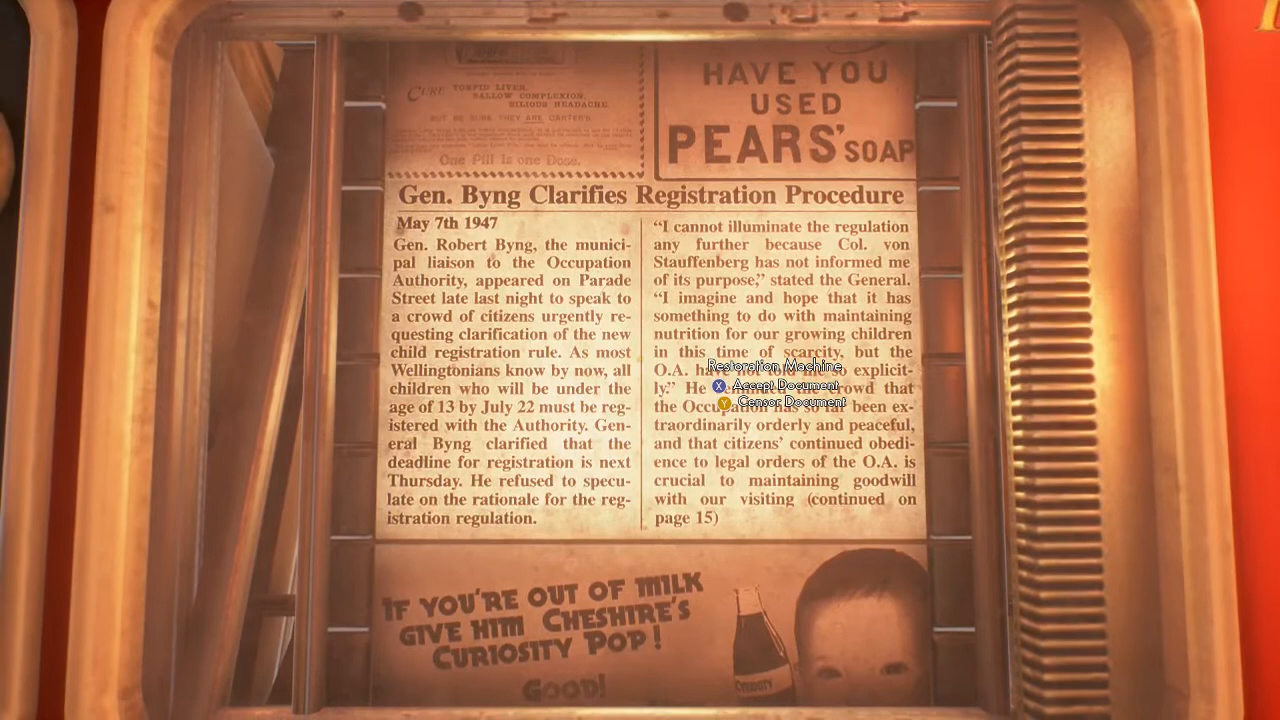 CURE TORPID LIVER,
SALLOW COMPLEXION,
BILIOUS HEADACHE.
BUT BE SURE THEY ARE CARTER'S.
One Pill Is one Dose.
HAVE YOU
USED
PEARS' SOAP
Gen. Byng Clarifies Registration Procedure
May 7th 1947
Gen. Robert Byng, the munici-
pal liaison to the Occupation
Authority, appeared on Parade
Street late last night to speak to
a crowd of citizens urgently re-
questing clarification of the new
child registration rule. As most
Wellingtonians know by now, all
children who will be under the
age of 13 by July 22 must be reg-
istered with the Authority. Gen-
eral Byng clarified that the
deadline for registration is next
Thursday. He refused to specu-
late on the rationale for the reg-
istration regulation.
“I cannot illuminate the regulation
any further because Col. von
Stauffenberg has not informed me
of its purpose,” stated the General.
“I imagine and hope that it has
something to do with maintaining
nutrition for our growing children
in this time of scarcity, but the
O.A. have not told me so explicit-
ly.” He reminded the crowd that
the Occupation has so far been ex-
traordinarily orderly and peaceful,
and that citizens’ continued obedi-
ence to legal orders of the O.A. is
crucial to maintaining goodwill
with our visiting (continued on
page 15)
Restoration Machine
X Accept Document
Y Censor Document
IF YOU'RE OUT OF MILK
GIVE HIM CHESHIRE'S
CURIOSITY POP!
GOOD!